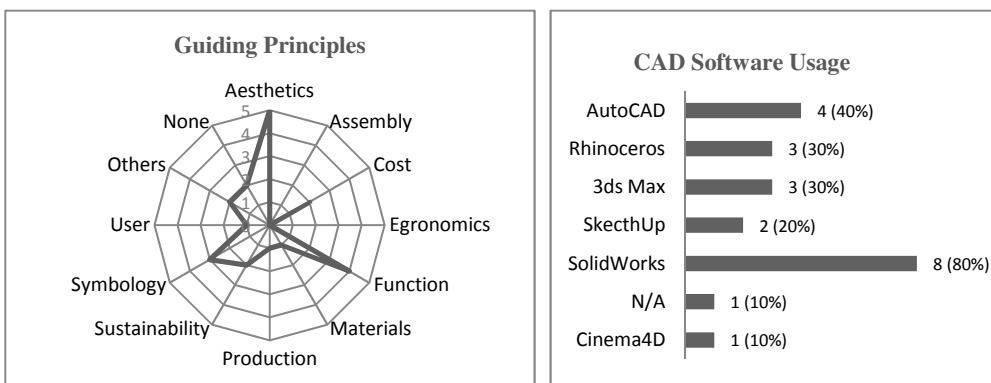 Guiding Principles
Aesthetics
Assembly
Cost
Egronomics
Function
Materials
Production
Sustainability
Symbology
User
Others
None
5
4
3
2
1
0
CAD Software Usage
AutoCAD 4 (40%)
Rhinoceros 3 (30%)
3ds Max 3 (30%)
SkecthUp 2 (20%)
SolidWorks 8 (80%)
N/A 1 (10%)
Cinema4D 1 (10%)